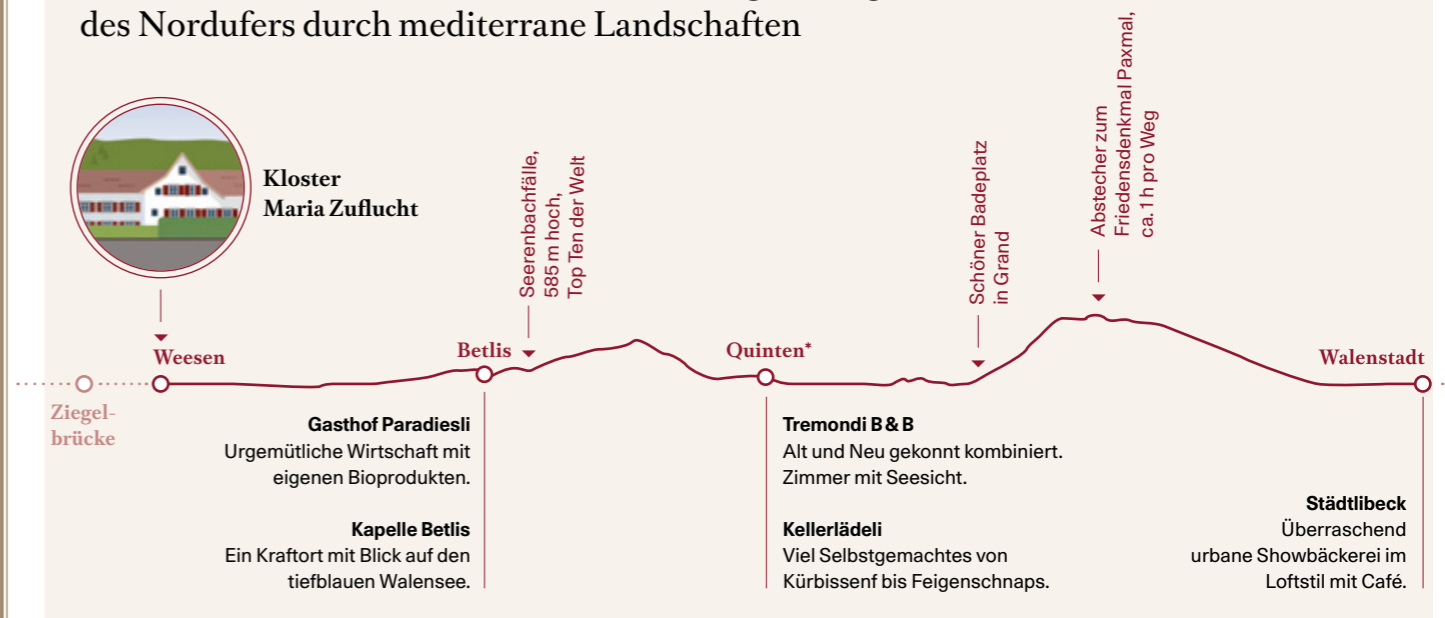 des Nordufers durch mediterrane Landschaften
Kloster
Maria Zuflucht
Seerenbachfälle,
585 m hoch,
Top Ten der Welt
Schöner Badeplatz
in Grand
Abstecher zum
Friedensdenkmal Paxmal,
ca. 1 h pro Weg
Ziegel-
brücke
Weesen
Betlis
Quinten*
Walenstadt
Gasthof Paradiesli
Urgemütliche Wirtschaft mit
eigenen Bioprodukten.
Kapelle Betlis
Ein Kraftort mit Blick auf den
tiefblauen Walensee.
Tremondi B & B
Alt und Neu gekonnt kombiniert.
Zimmer mit Seesicht.
Kellerlädeli
Viel Selbstgemachtes von
Kürbissenf bis Feigenschnaps.
Städtlibeck
Überraschend
urbane Showbäckerei im
Loftstil mit Café.